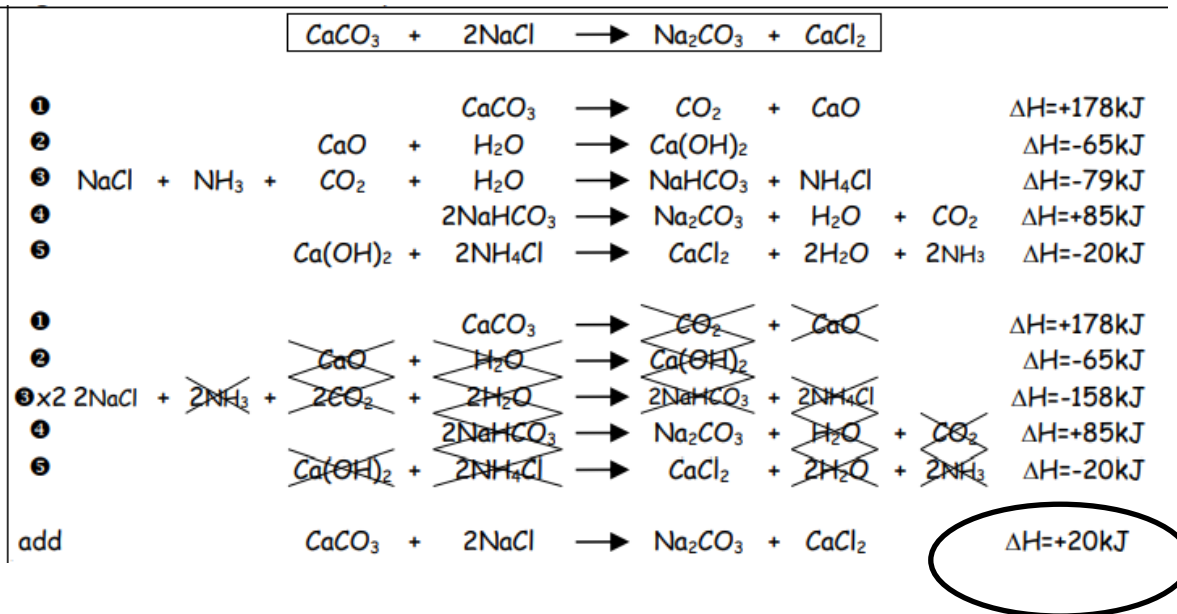 CaCO₃ + 2NaCl ⟶ Na₂CO₃ + CaCl₂
❶ CaCO₃ ⟶ CO₂ + CaO ΔH=+178kJ
❷ CaO + H₂O ⟶ Ca(OH)₂ ΔH=-65kJ
❸ NaCl + NH₃ + CO₂ + H₂O ⟶ NaHCO₃ + NH₄Cl ΔH=-79kJ
❹ 2NaHCO₃ ⟶ Na₂CO₃ + H₂O + CO₂ ΔH=+85kJ
❺ Ca(OH)₂ + 2NH₄Cl ⟶ CaCl₂ + 2H₂O + 2NH₃ ΔH=-20kJ
❶ CaCO₃ ⟶ CO₂ + CaO ΔH=+178kJ
❷ CaO + H₂O ⟶ Ca(OH)₂ ΔH=-65kJ
❸x2 2NaCl + 2NH₃ + 2CO₂ + 2H₂O ⟶ 2NaHCO₃ + 2NH₄Cl ΔH=-158kJ
❹ 2NaHCO₃ ⟶ Na₂CO₃ + H₂O + CO₂ ΔH=+85kJ
❺ Ca(OH)₂ + 2NH₄Cl ⟶ CaCl₂ + 2H₂O + 2NH₃ ΔH=-20kJ
add CaCO₃ + 2NaCl ⟶ Na₂CO₃ + CaCl₂ ΔH=+20kJ